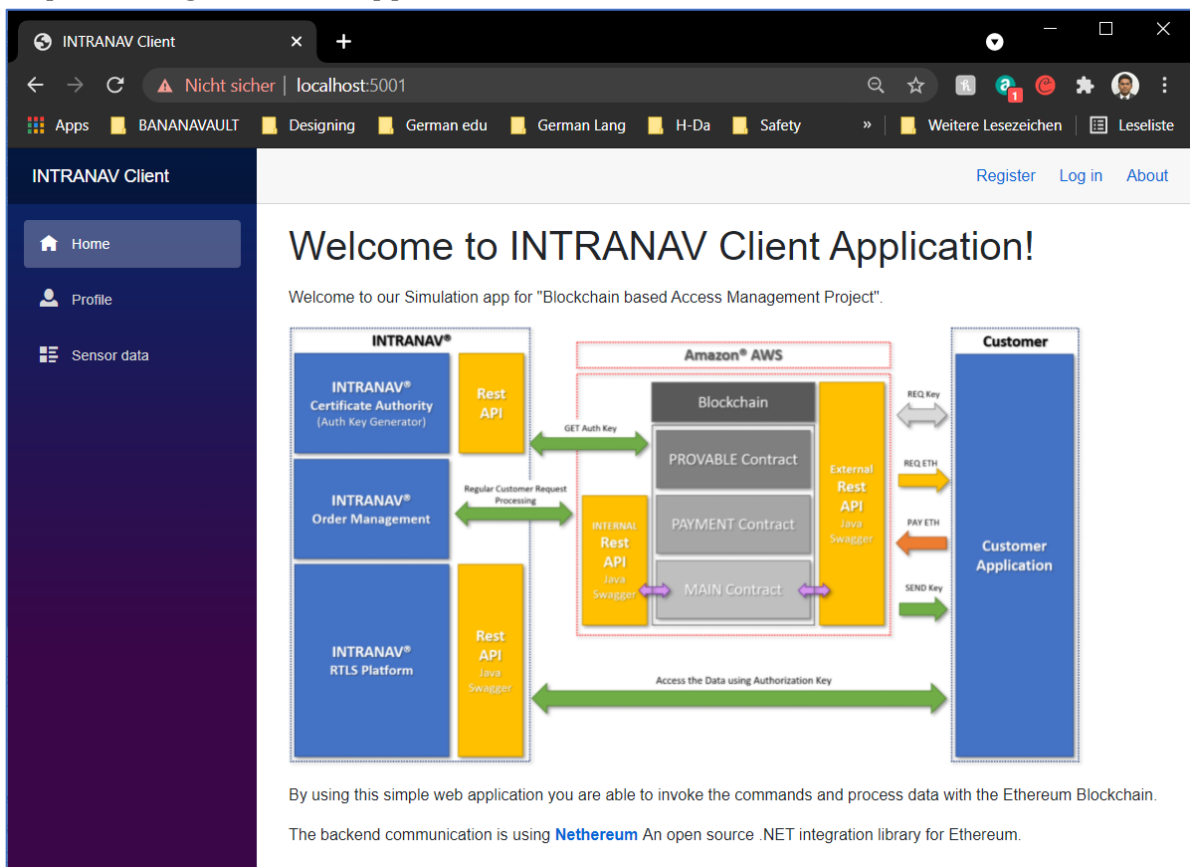 INTRANAV Client
Nicht sicher | localhost:5001
1
Apps BANANAVAULT Designing German edu German Lang H-Da Safety » Weitere Lesezeichen Leseliste
INTRANAV Client
Register Log in About
Home
Profile
Sensor data
Welcome to INTRANAV Client Application!
Welcome to our Simulation app for "Blockchain based Access Management Project".
INTRANAV®
INTRANAV®
Certificate Authority
(Auth Key Generator)
Rest
API
INTRANAV®
Order Management
INTRANAV®
RTLS Platform
Rest
API
Java
Swagger
GET Auth Key
Regular Customer Request
Processing
Amazon® AWS
Blockchain
PROVABLE Contract
PAYMENT Contract
MAIN Contract
INTERNAL
Rest
API
Java
Swagger
External
Rest
API
Java
Swagger
REQ Key
REQ ETH
PAY ETH
SEND Key
Access the Data using Authorization Key
Customer
Customer
Application
By using this simple web application you are able to invoke the commands and process data with the Ethereum Blockchain.
The backend communication is using Nethereum An open source .NET integration library for Ethereum.